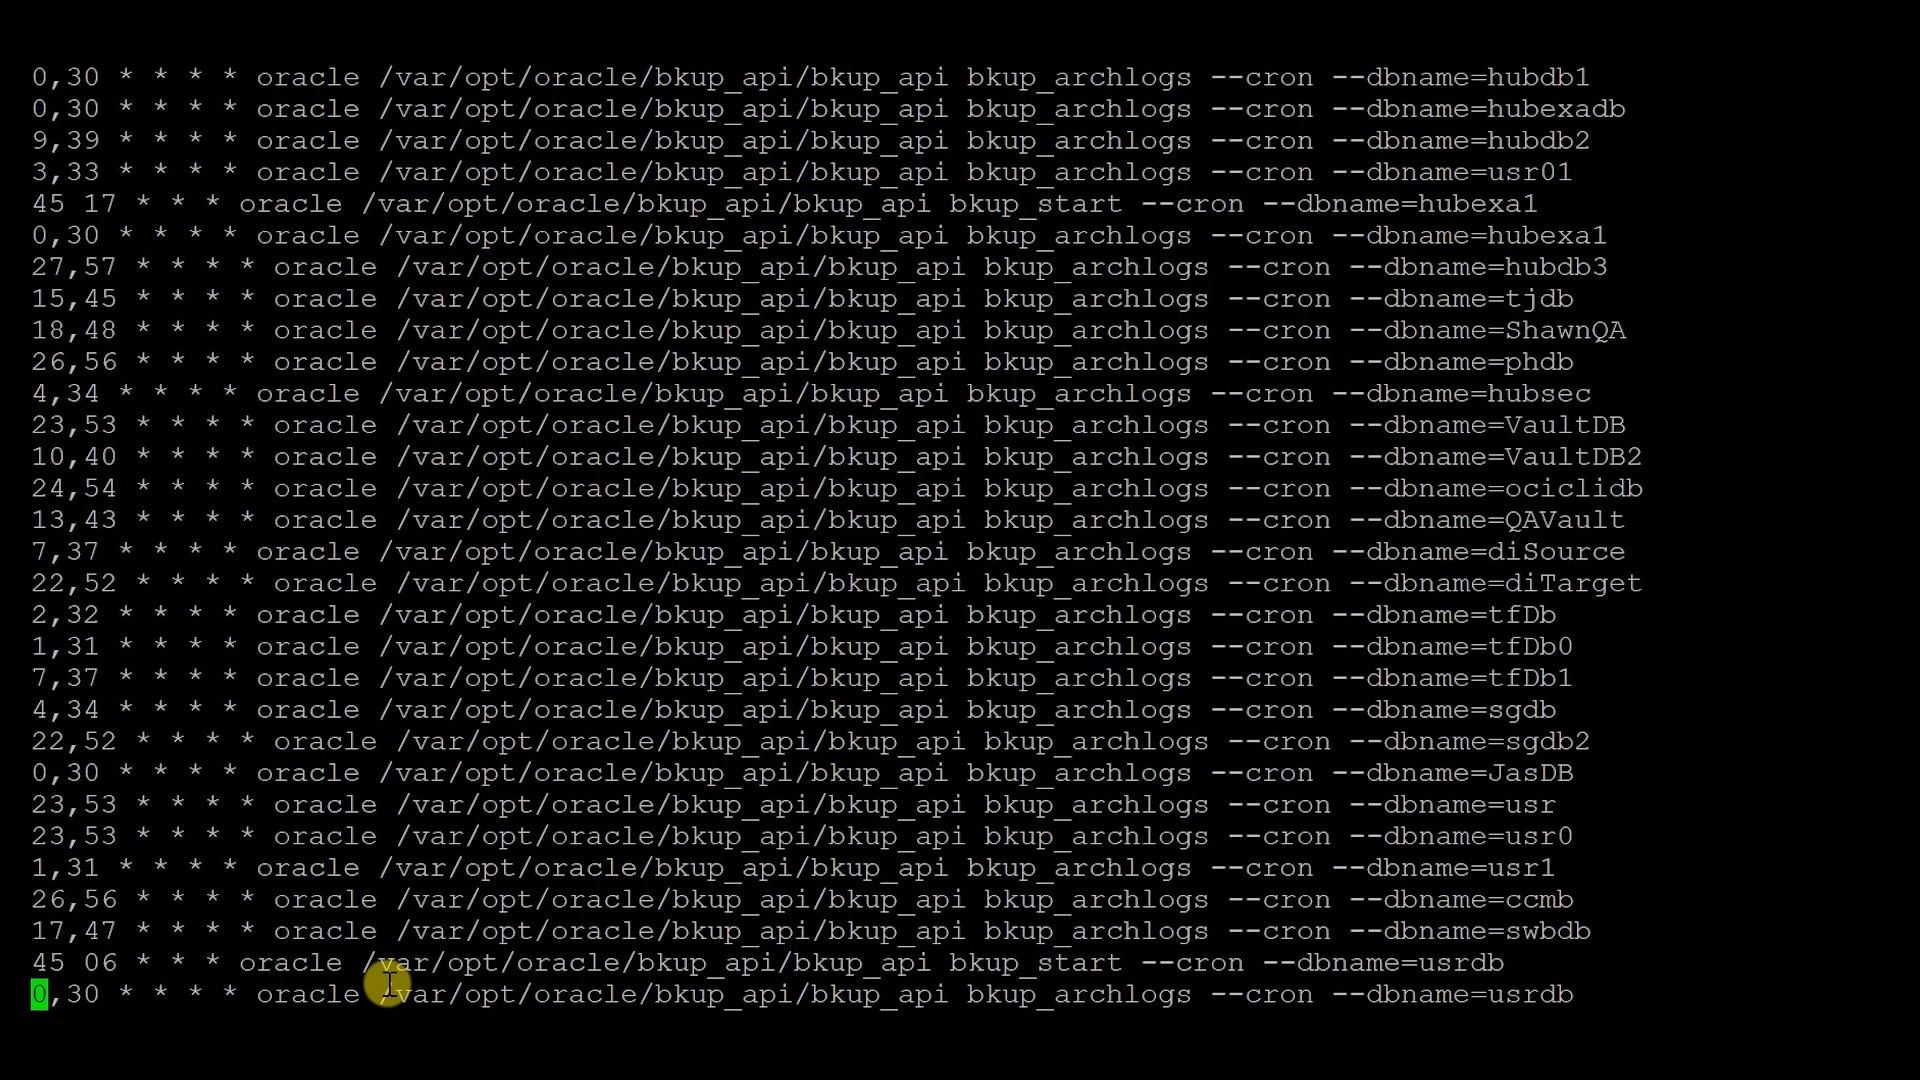 0,30 * * * * oracle /var/opt/oracle/bkup_api/bkup_api bkup_archlogs --cron --dbname=hubdb1
0,30 * * * * oracle /var/opt/oracle/bkup_api/bkup_api bkup_archlogs --cron --dbname=hubexadb
9,39 * * * * oracle /var/opt/oracle/bkup_api/bkup_api bkup_archlogs --cron --dbname=hubdb2
3,33 * * * * oracle /var/opt/oracle/bkup_api/bkup_api bkup_archlogs --cron --dbname=usr01
45 17 * * * oracle /var/opt/oracle/bkup_api/bkup_api bkup_start --cron --dbname=hubexa1
0,30 * * * * oracle /var/opt/oracle/bkup_api/bkup_api bkup_archlogs --cron --dbname=hubexa1
27,57 * * * * oracle /var/opt/oracle/bkup_api/bkup_api bkup_archlogs --cron --dbname=hubdb3
15,45 * * * * oracle /var/opt/oracle/bkup_api/bkup_api bkup_archlogs --cron --dbname=tjdb
18,48 * * * * oracle /var/opt/oracle/bkup_api/bkup_api bkup_archlogs --cron --dbname=ShawnQA
26,56 * * * * oracle /var/opt/oracle/bkup_api/bkup_api bkup_archlogs --cron --dbname=phdb
4,34 * * * * oracle /var/opt/oracle/bkup_api/bkup_api bkup_archlogs --cron --dbname=hubsec
23,53 * * * * oracle /var/opt/oracle/bkup_api/bkup_api bkup_archlogs --cron --dbname=VaultDB
10,40 * * * * oracle /var/opt/oracle/bkup_api/bkup_api bkup_archlogs --cron --dbname=VaultDB2
24,54 * * * * oracle /var/opt/oracle/bkup_api/bkup_api bkup_archlogs --cron --dbname=ociclidb
13,43 * * * * oracle /var/opt/oracle/bkup_api/bkup_api bkup_archlogs --cron --dbname=QAVault
7,37 * * * * oracle /var/opt/oracle/bkup_api/bkup_api bkup_archlogs --cron --dbname=diSource
22,52 * * * * oracle /var/opt/oracle/bkup_api/bkup_api bkup_archlogs --cron --dbname=diTarget
2,32 * * * * oracle /var/opt/oracle/bkup_api/bkup_api bkup_archlogs --cron --dbname=tfDb
1,31 * * * * oracle /var/opt/oracle/bkup_api/bkup_api bkup_archlogs --cron --dbname=tfDb0
7,37 * * * * oracle /var/opt/oracle/bkup_api/bkup_api bkup_archlogs --cron --dbname=tfDb1
4,34 * * * * oracle /var/opt/oracle/bkup_api/bkup_api bkup_archlogs --cron --dbname=sgdb
22,52 * * * * oracle /var/opt/oracle/bkup_api/bkup_api bkup_archlogs --cron --dbname=sgdb2
0,30 * * * * oracle /var/opt/oracle/bkup_api/bkup_api bkup_archlogs --cron --dbname=JasDB
23,53 * * * * oracle /var/opt/oracle/bkup_api/bkup_api bkup_archlogs --cron --dbname=usr
23,53 * * * * oracle /var/opt/oracle/bkup_api/bkup_api bkup_archlogs --cron --dbname=usr0
1,31 * * * * oracle /var/opt/oracle/bkup_api/bkup_api bkup_archlogs --cron --dbname=usr1
26,56 * * * * oracle /var/opt/oracle/bkup_api/bkup_api bkup_archlogs --cron --dbname=ccmb
17,47 * * * * oracle /var/opt/oracle/bkup_api/bkup_api bkup_archlogs --cron --dbname=swbdb
45 06 * * * oracle /var/opt/oracle/bkup_api/bkup_api bkup_start --cron --dbname=usrdb
0,30 * * * * oracle /var/opt/oracle/bkup_api/bkup_api bkup_archlogs --cron --dbname=usrdb